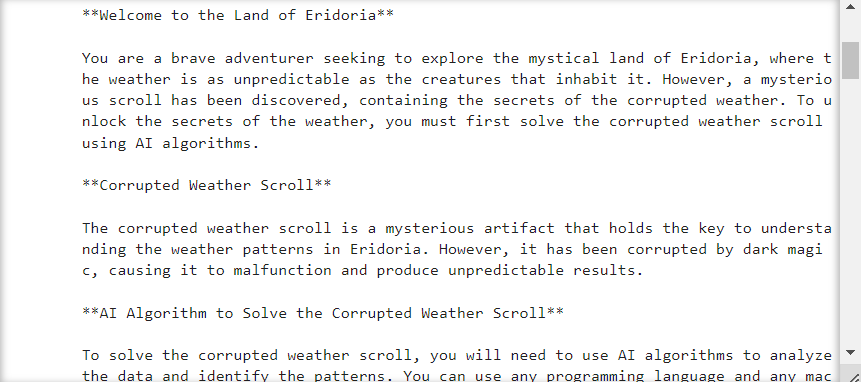 **Welcome to the Land of Eridoria**
You are a brave adventurer seeking to explore the mystical land of Eridoria, where t
he weather is as unpredictable as the creatures that inhabit it. However, a mysterio
us scroll has been discovered, containing the secrets of the corrupted weather. To u
nlock the secrets of the weather, you must first solve the corrupted weather scroll
using AI algorithms.
**Corrupted Weather Scroll**
The corrupted weather scroll is a mysterious artifact that holds the key to understa
nding the weather patterns in Eridoria. However, it has been corrupted by dark magi
c, causing it to malfunction and produce unpredictable results.
**AI Algorithm to Solve the Corrupted Weather Scroll**
To solve the corrupted weather scroll, you will need to use AI algorithms to analyze
the data and identify the patterns. You can use any programming language and any mac